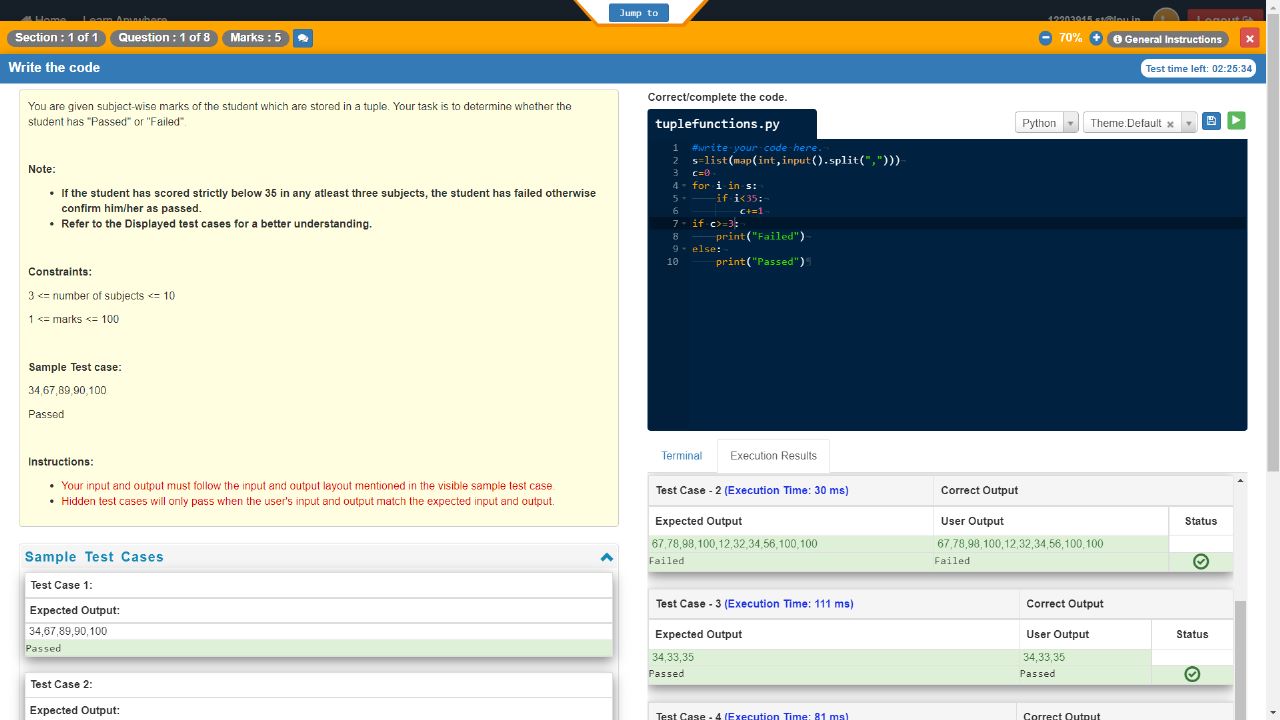 Home Learn Anywhere
Jump to
12203915.st@lpu.in
Logout
Section : 1 of 1
Question : 1 of 8
Marks : 5
70%
General Instructions
Write the code
Test time left: 02:25:34
You are given subject-wise marks of the student which are stored in a tuple. Your task is to determine whether the
student has "Passed" or "Failed".
Note:
If the student has scored strictly below 35 in any atleast three subjects, the student has failed otherwise
confirm him/her as passed.
Refer to the Displayed test cases for a better understanding.
Constraints:
3 <= number of subjects <= 10
1 <= marks <= 100
Sample Test case:
34,67,89,90,100
Passed
Instructions:
Your input and output must follow the input and output layout mentioned in the visible sample test case.
Hidden test cases will only pass when the user's input and output match the expected input and output.
Sample Test Cases
Test Case 1:
Expected Output:
34,67,89,90,100
Passed
Test Case 2:
Expected Output:
Correct/complete the code.
tuplefunctions.py
Python
Theme:Default
1 #write your code here.
2 s=list(map(int,input().split(",")))
3 c=0
4 for i in s:
5 if i<35:
6 c+=1
7 if c>=3:
8 print("Failed")
9 else:
10 print("Passed")
Terminal
Execution Results
Test Case - 2 (Execution Time: 30 ms) Correct Output
Expected Output User Output Status
67,78,98,100,12,32,34,56,100,100 67,78,98,100,12,32,34,56,100,100
Failed Failed
Test Case - 3 (Execution Time: 111 ms) Correct Output
Expected Output User Output Status
34,33,35 34,33,35
Passed Passed
Test Case - 4 (Execution Time: 81 ms) Correct Output